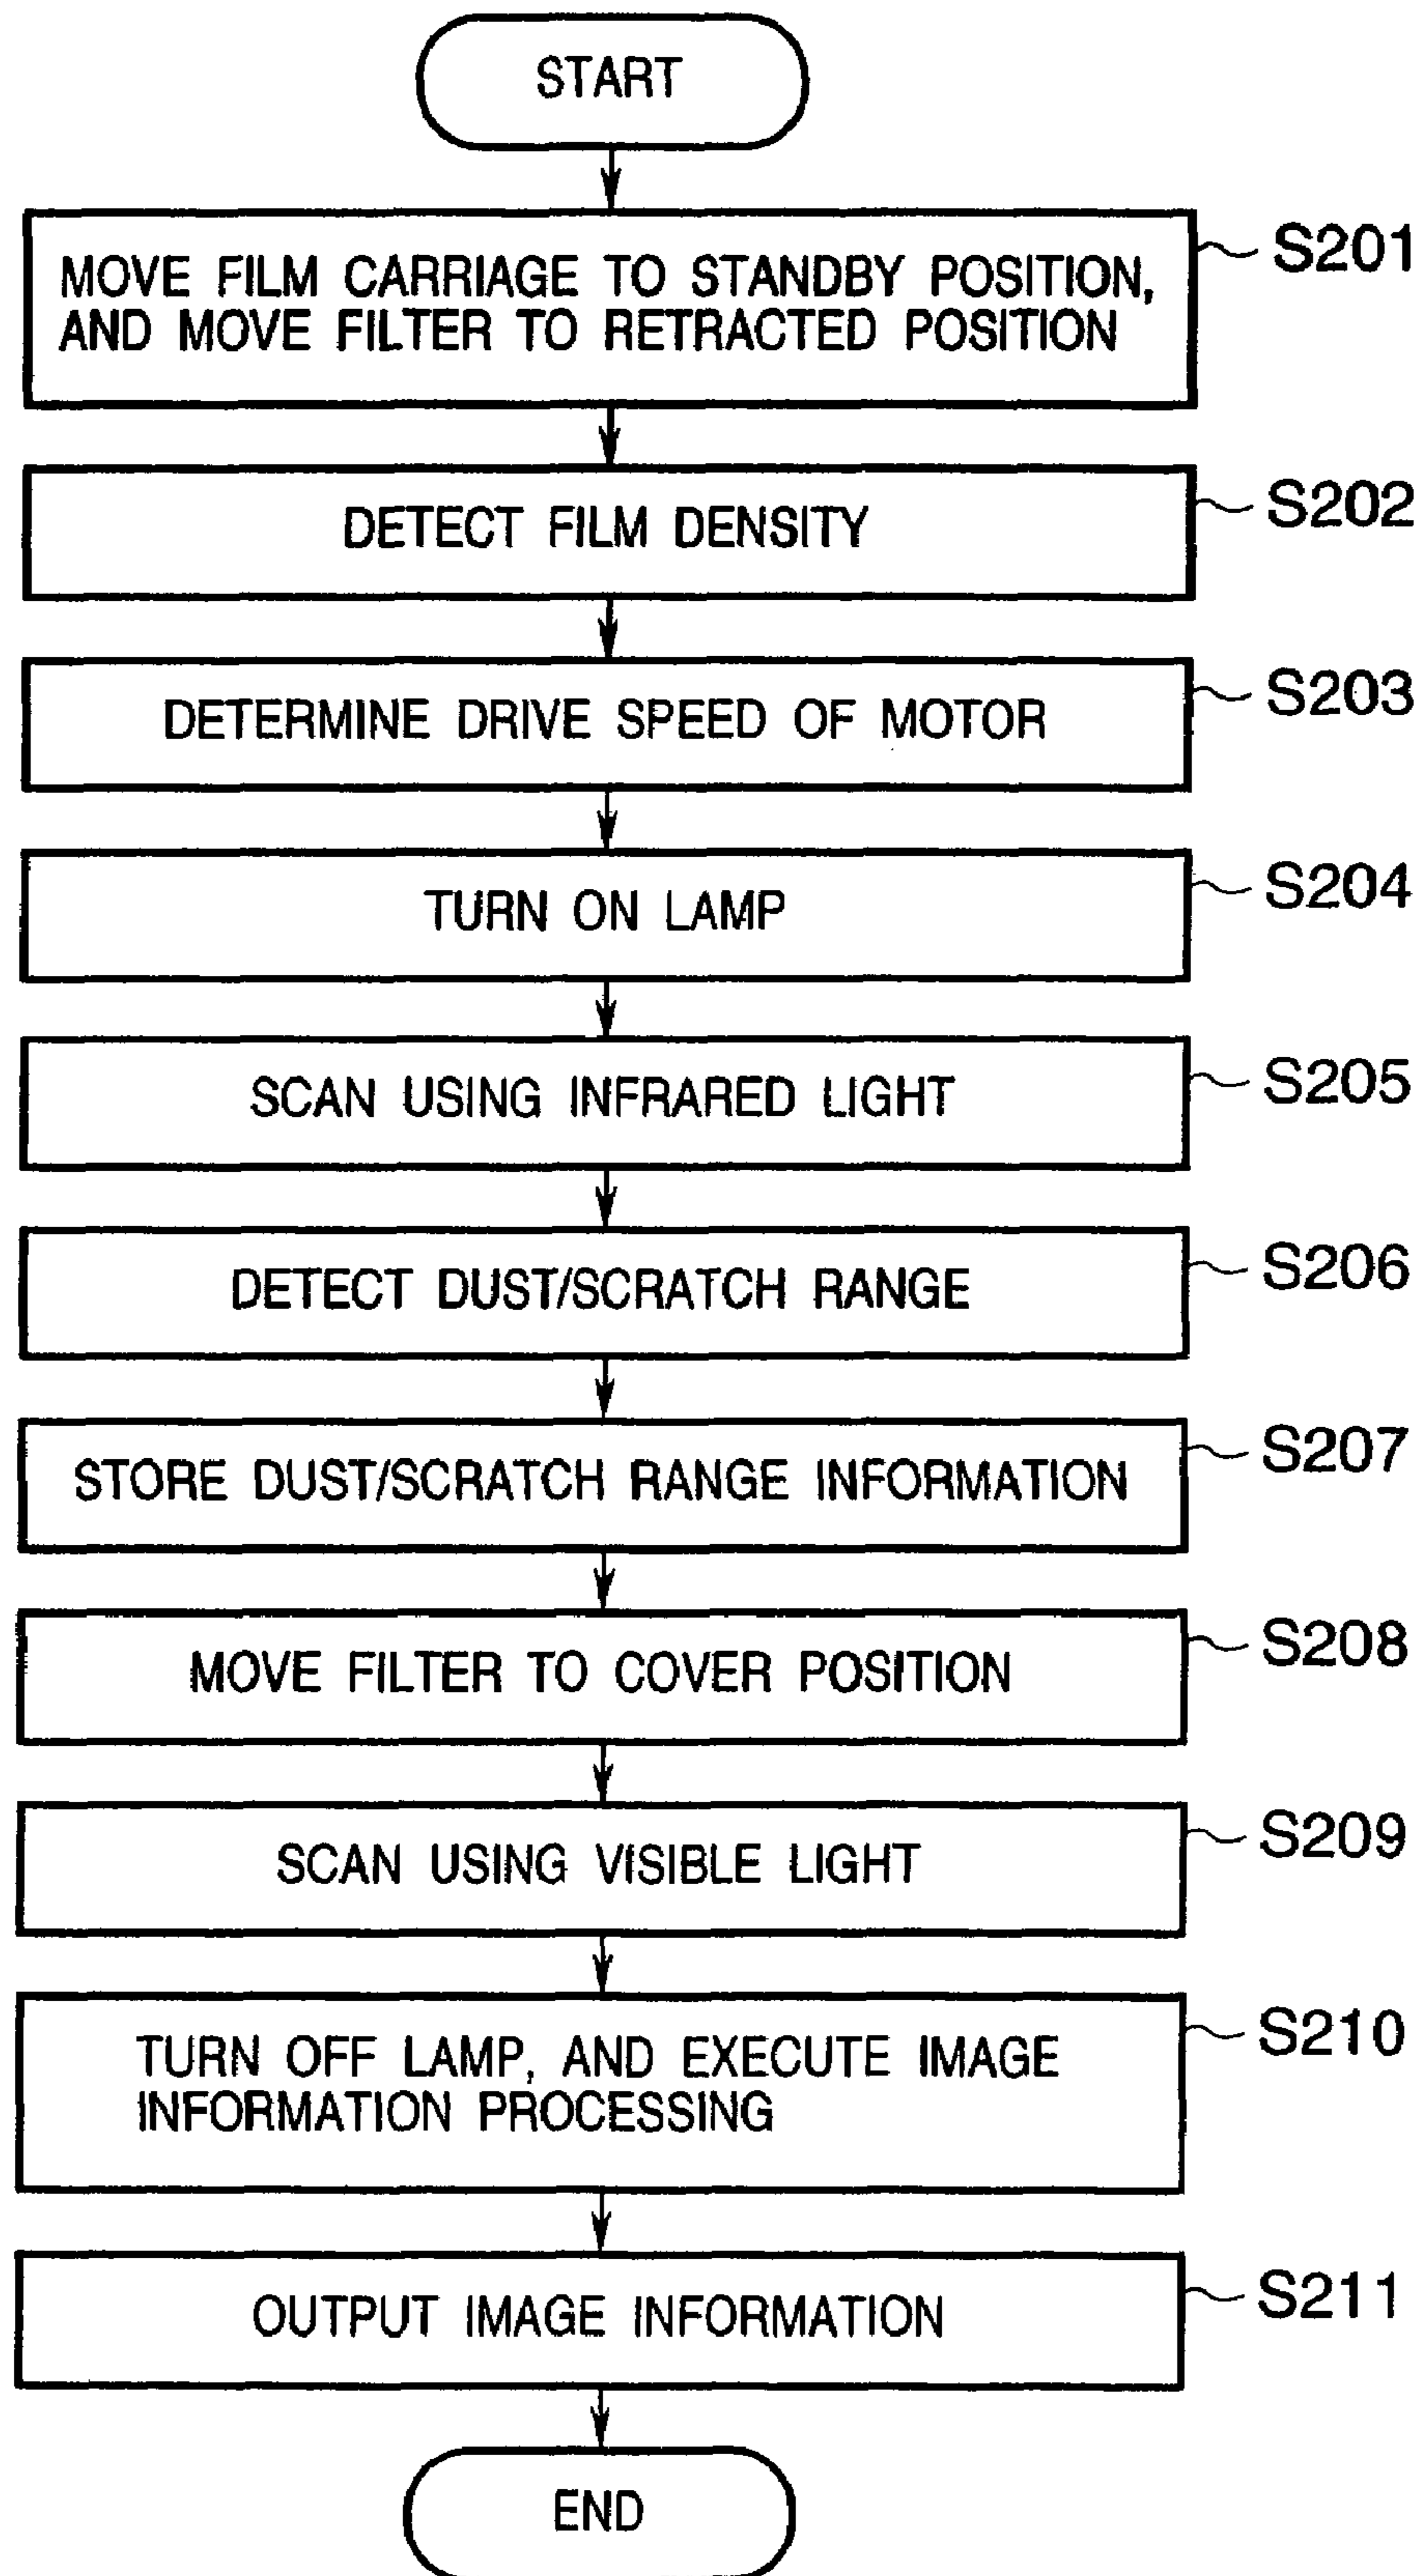 START
MOVE FILM CARRIAGE TO STANDBY POSITION,
AND MOVE FILTER TO RETRACTED POSITION
S201
DETECT FILM DENSITY
S202
DETERMINE DRIVE SPEED OF MOTOR
S203
TURN ON LAMP
S204
SCAN USING INFRARED LIGHT
S205
DETECT DUST/SCRATCH RANGE
S206
STORE DUST/SCRATCH RANGE INFORMATION
S207
MOVE FILTER TO COVER POSITION
S208
SCAN USING VISIBLE LIGHT
S209
TURN OFF LAMP, AND EXECUTE IMAGE
INFORMATION PROCESSING
S210
OUTPUT IMAGE INFORMATION
S211
END